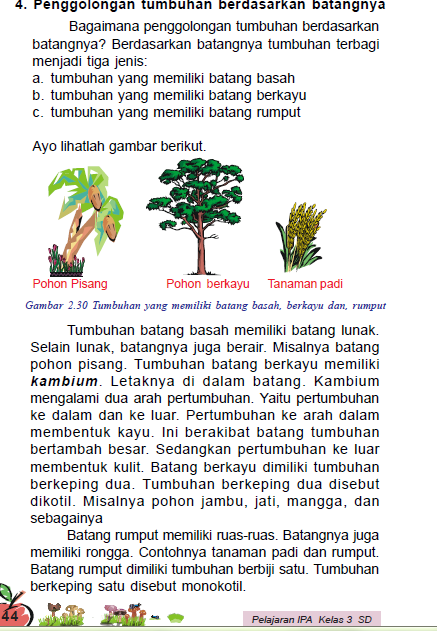 4. Penggolongan tumbuhan berdasarkan batangnya
Bagaimana penggolongan tumbuhan berdasarkan
batangnya? Berdasarkan batangnya tumbuhan terbagi
menjadi tiga jenis:
a. tumbuhan yang memiliki batang basah
b. tumbuhan yang memiliki batang berkayu
c. tumbuhan yang memiliki batang rumput
Ayo lihatlah gambar berikut.
Pohon Pisang Pohon berkayu Tanaman padi
Gambar 2.30 Tumbuhan yang memiliki batang basah, berkayu dan, rumput
Tumbuhan batang basah memiliki batang lunak.
Selain lunak, batangnya juga berair. Misalnya batang
pohon pisang. Tumbuhan batang berkayu memiliki
kambium. Letaknya di dalam batang. Kambium
mengalami dua arah pertumbuhan. Yaitu pertumbuhan
ke dalam dan ke luar. Pertumbuhan ke arah dalam
membentuk kayu. Ini berakibat batang tumbuhan
bertambah besar. Sedangkan pertumbuhan ke luar
membentuk kulit. Batang berkayu dimiliki tumbuhan
berkeping dua. Tumbuhan berkeping dua disebut
dikotil. Misalnya pohon jambu, jati, mangga, dan
sebagainya
Batang rumput memiliki ruas-ruas. Batangnya juga
memiliki rongga. Contohnya tanaman padi dan rumput.
Batang rumput dimiliki tumbuhan berbiji satu. Tumbuhan
berkeping satu disebut monokotil.
44 Pelajaran IPA Kelas 3 SD